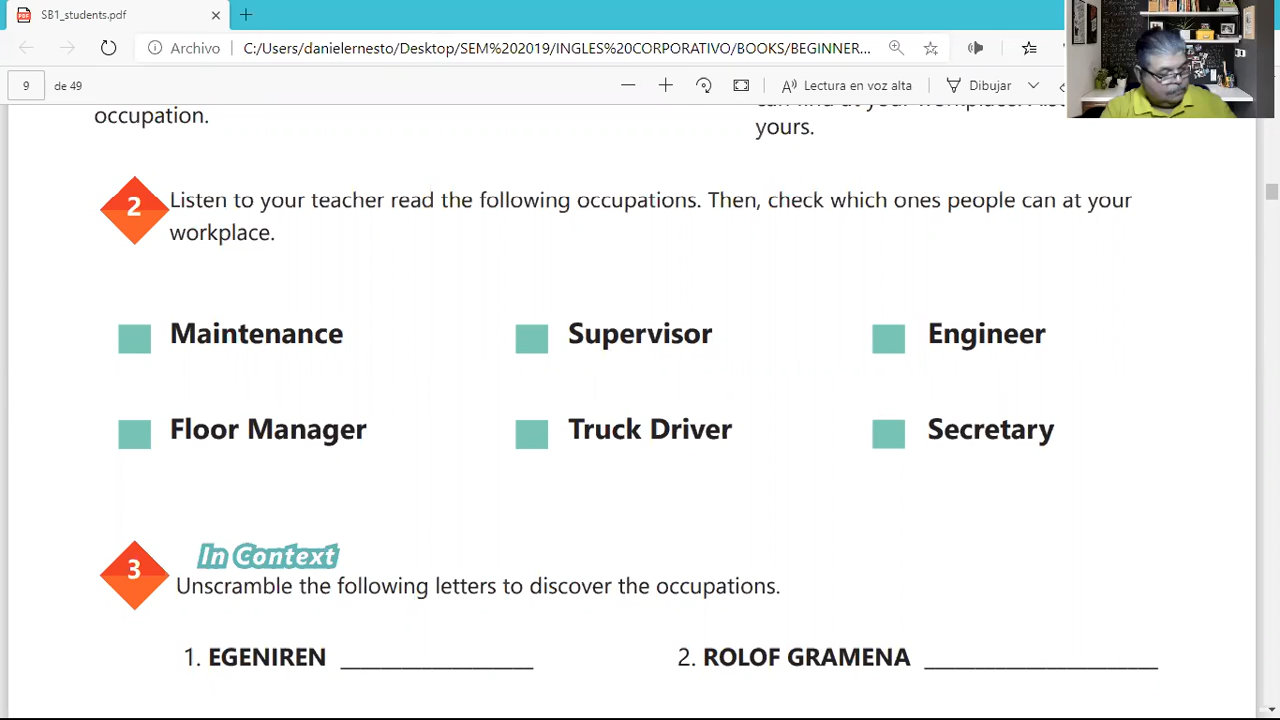 SB1_students.pdf
Archivo C:/Users/danielernesto/Desktop/SEM%202019/INGLES%20CORPORATIVO/BOOKS/BEGINNER...
9 de 49 Lectura en voz alta Dibujar
occupation.
yours.
2 Listen to your teacher read the following occupations. Then, check which ones people can at your
workplace.
Maintenance Supervisor Engineer
Floor Manager Truck Driver Secretary
In Context
3 Unscramble the following letters to discover the occupations.
1. EGENIREN 2. ROLOF GRAMENA